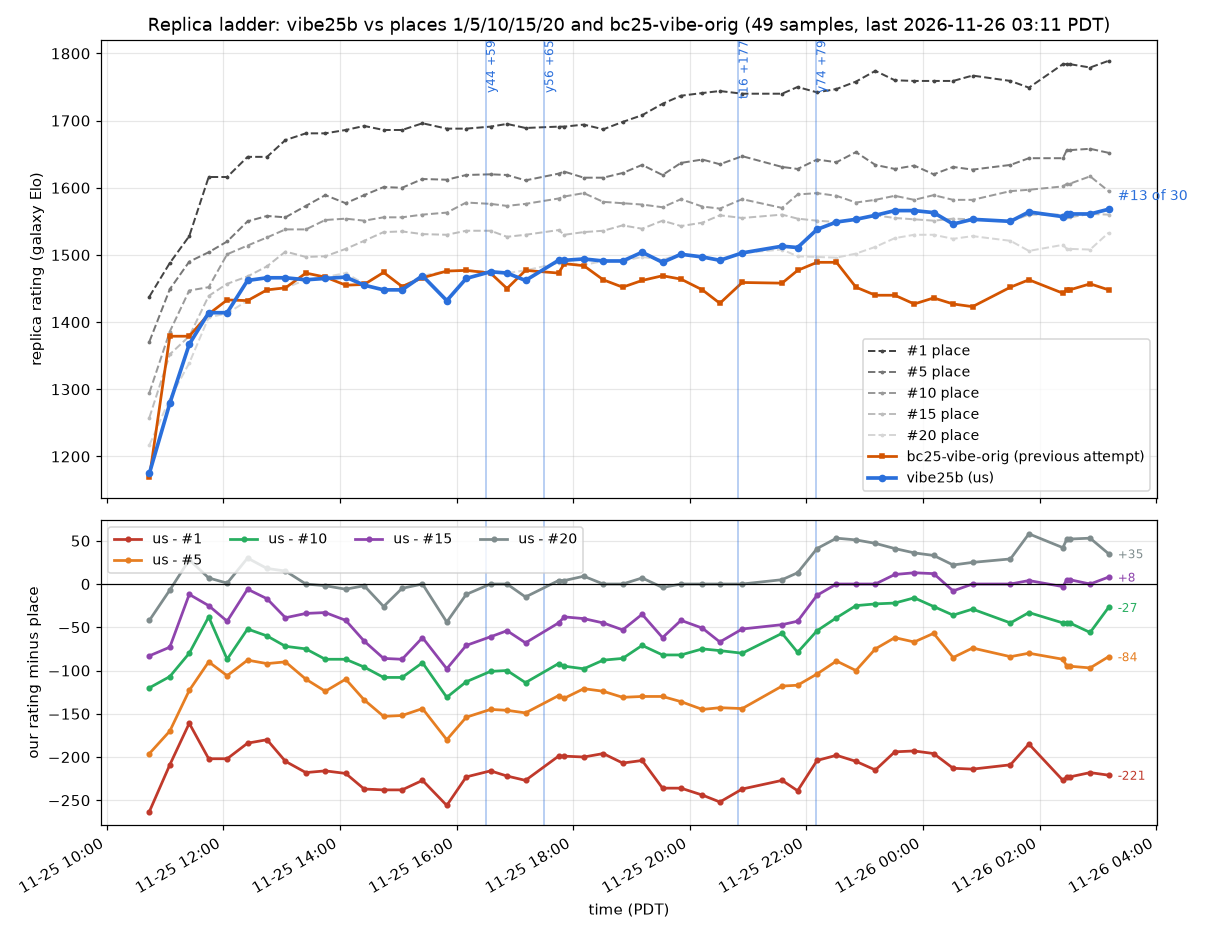 Replica ladder: vibe25b vs places 1/5/10/15/20 and bc25-vibe-orig (49 samples, last 2026-11-26 03:11 PDT)
replica rating (galaxy Elo)
1800
1700
1600
1500
1400
1300
1200
y44 +59
y56 +65
+177
y74 +79
#13 of 30
#1 place
#5 place
#10 place
#15 place
#20 place
bc25-vibe-orig (previous attempt)
vibe25b (us)
our rating minus place
50
0
−50
−100
−150
−200
−250
us - #1
us - #5
us - #10
us - #15
us - #20
+35
+8
-27
-84
-221
11-25 10:00
11-25 12:00
11-25 14:00
11-25 16:00
11-25 18:00
11-25 20:00
11-25 22:00
11-26 00:00
11-26 02:00
11-26 04:00
time (PDT)